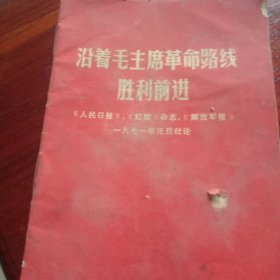 沿着毛主席革命路线
胜利前进
《人民日报》、《红旗》杂志、《解放军报》
一九七一年元旦社论